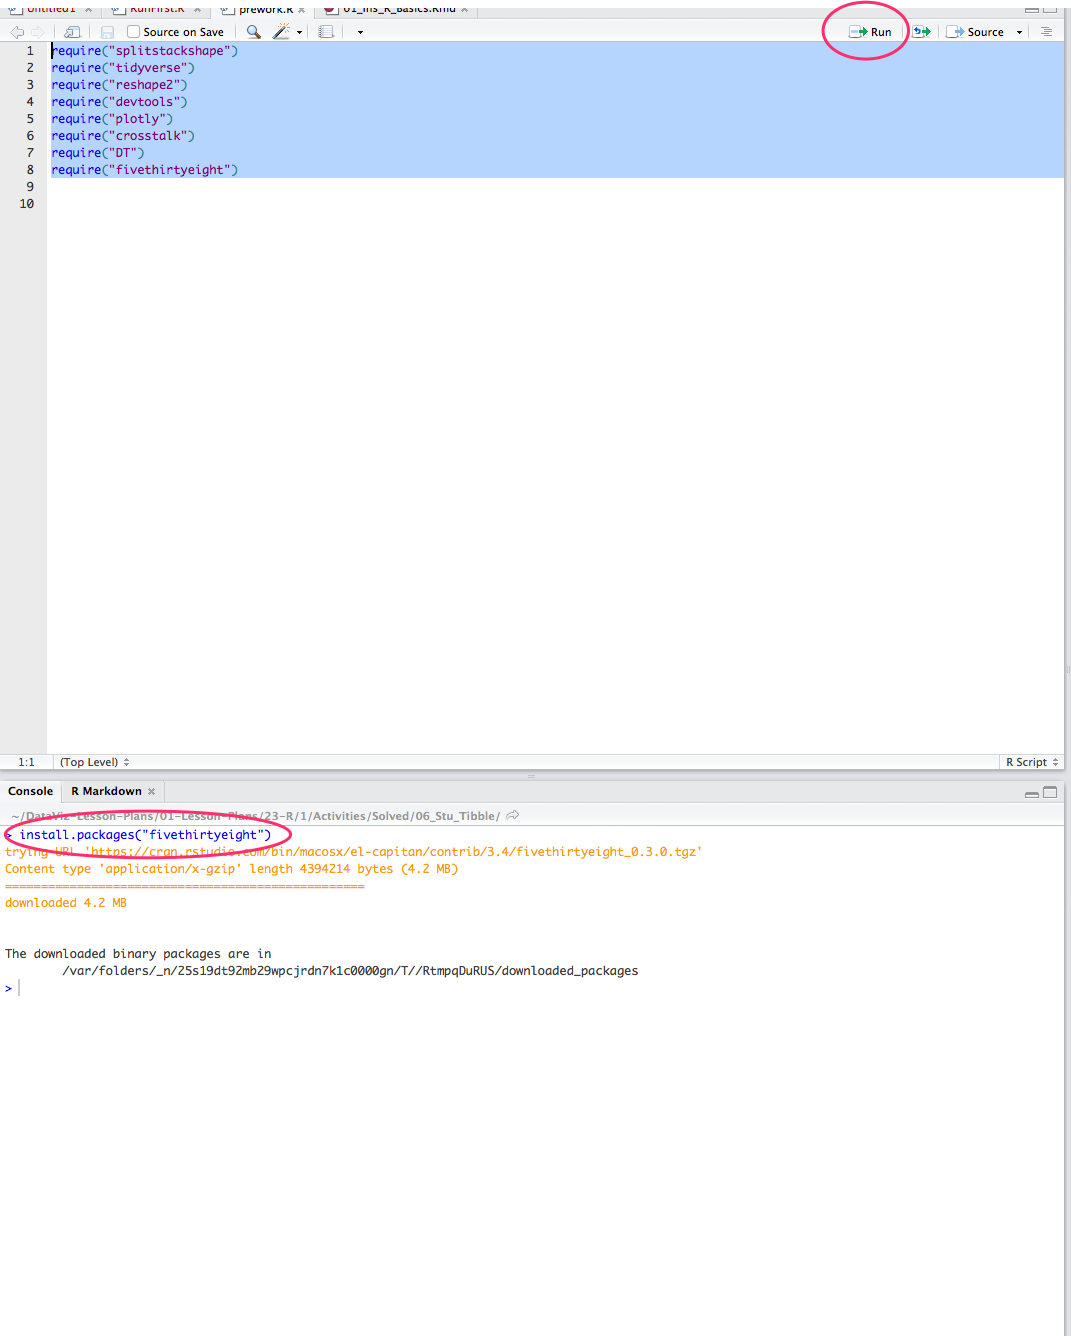 Untitled1 RunFirst.R prework.R 01_Ins_R_Basics.Rmd
Source on Save Run Source
1 require("splitstackshape")
2 require("tidyverse")
3 require("reshape2")
4 require("devtools")
5 require("plotly")
6 require("crosstalk")
7 require("DT")
8 require("fivethirtyeight")
9
10
1:1 (Top Level) R Script
Console R Markdown
~/DataViz-Lesson-Plans/01-Lesson-Plans/23-R/1/Activities/Solved/06_Stu_Tibble/
> install.packages("fivethirtyeight")
trying URL 'https://cran.rstudio.com/bin/macosx/el-capitan/contrib/3.4/fivethirtyeight_0.3.0.tgz'
Content type 'application/x-gzip' length 4394214 bytes (4.2 MB)
==================================================
downloaded 4.2 MB
The downloaded binary packages are in
/var/folders/_n/25s19dt92mb29wpcjrdn7k1c0000gn/T//RtmpqDuRUS/downloaded_packages
>